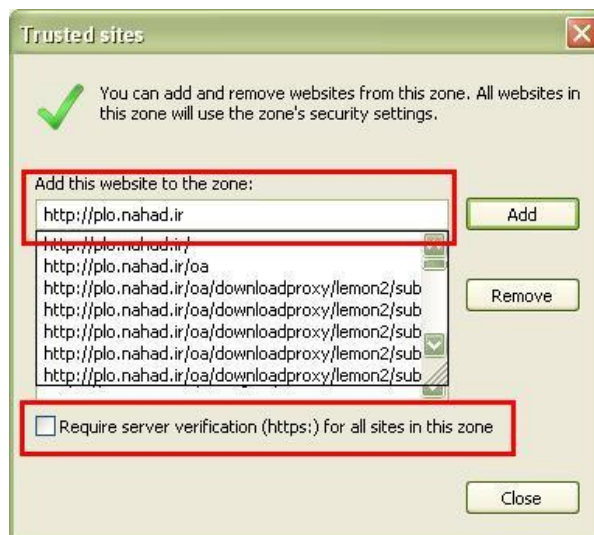 Trusted sites
You can add and remove websites from this zone. All websites in
this zone will use the zone's security settings.
Add this website to the zone:
http://plo.nahad.ir
Add
http://plo.nahad.ir/
http://plo.nahad.ir/oa
http://plo.nahad.ir/oa/downloadproxy/lemon2/sub
http://plo.nahad.ir/oa/downloadproxy/lemon2/sub
Remove
http://plo.nahad.ir/oa/downloadproxy/lemon2/sub
http://plo.nahad.ir/oa/downloadproxy/lemon2/sub
http://plo.nahad.ir/oa/downloadproxy/lemon2/sub
Require server verification (https:) for all sites in this zone
Close